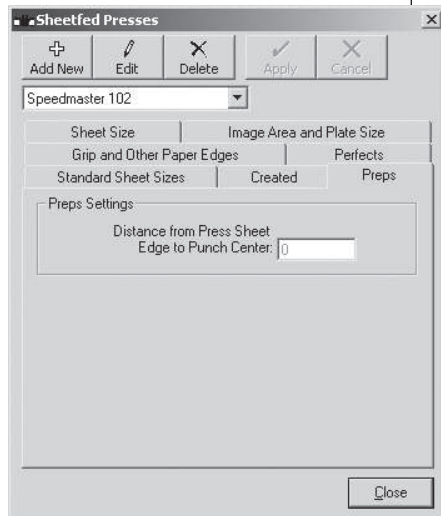 Sheetfed Presses
Add New Edit Delete Apply Cancel
Speedmaster 102
Sheet Size Image Area and Plate Size
Grip and Other Paper Edges Perfects
Standard Sheet Sizes Created Preps
Preps Settings
Distance from Press Sheet
Edge to Punch Center: 0
Close